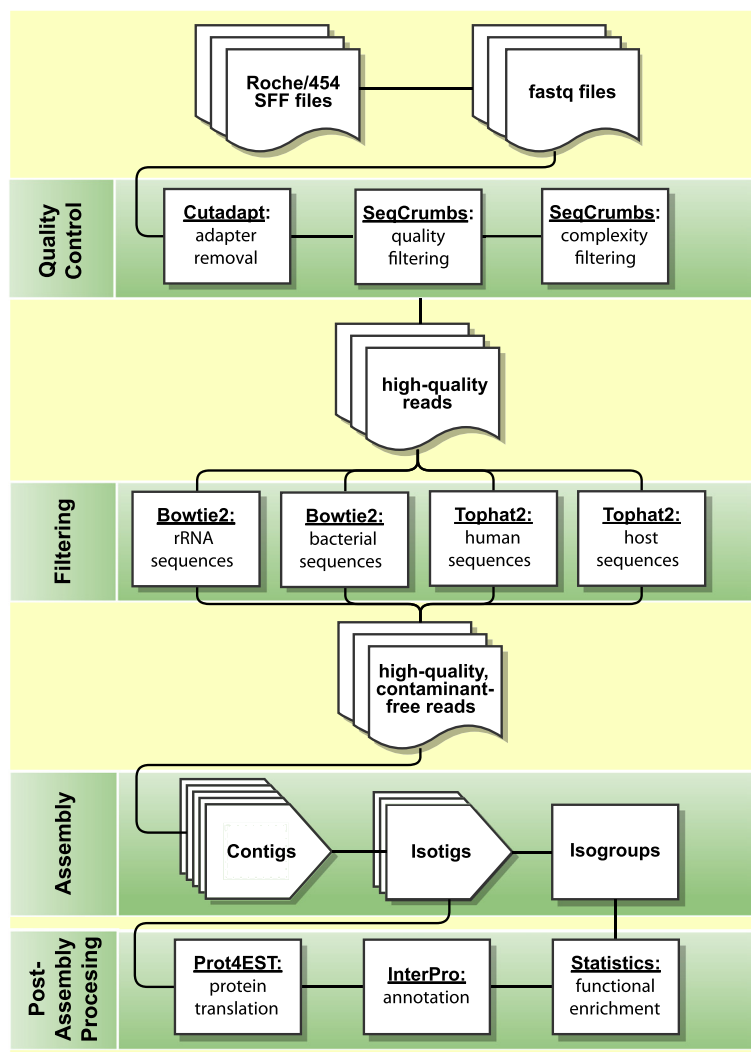 Roche/454
SFF files
fastq files
Quality
Control
Cutadapt:
adapter
removal
SeqCrumbs:
quality
filtering
SeqCrumbs:
complexity
filtering
high-quality
reads
Filtering
Bowtie2:
rRNA
sequences
Bowtie2:
bacterial
sequences
Tophat2:
human
sequences
Tophat2:
host
sequences
high-quality,
contaminant-
free reads
Assembly
Contigs
Isotigs
Isogroups
Post-
Assembly
Procesing
Prot4EST:
protein
translation
InterPro:
annotation
Statistics:
functional
enrichment